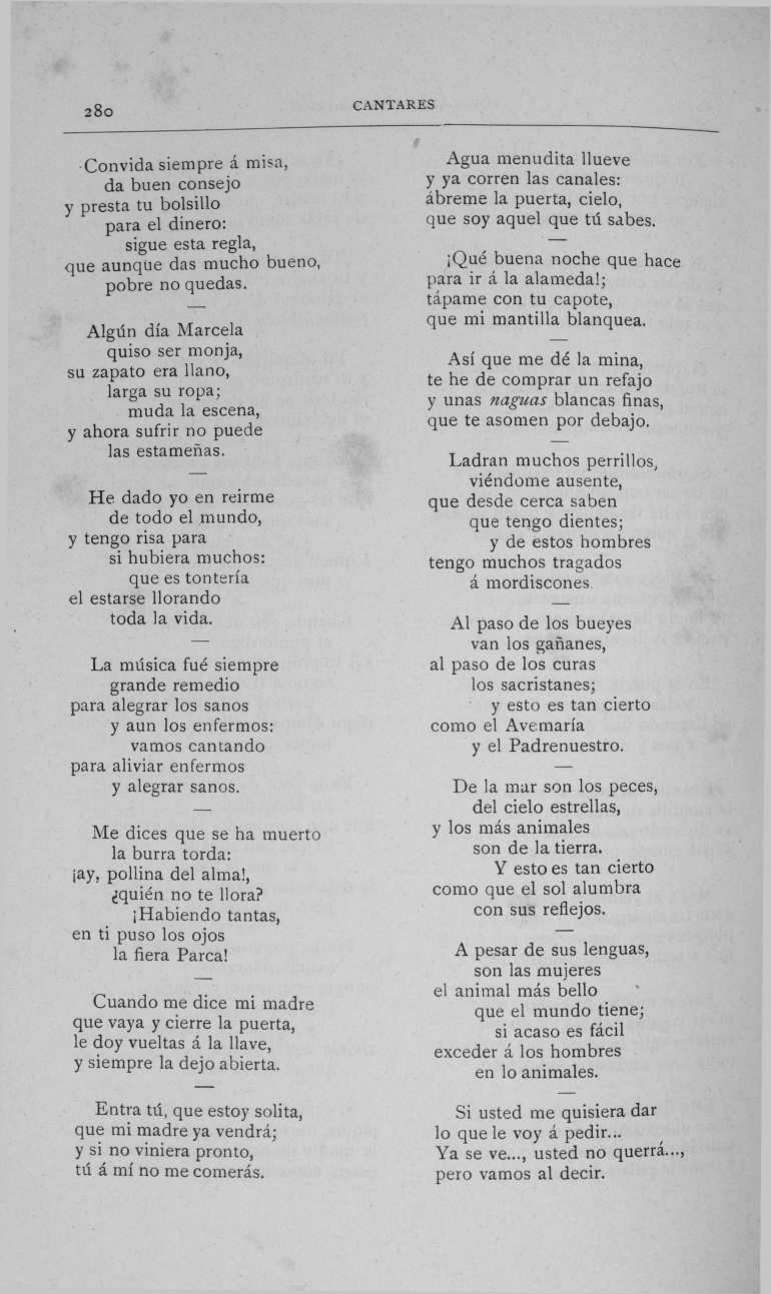 280
CANTARES
Convida siempre á misa,
da buen consejo
y presta tu bolsillo
para el dinero:
sigue esta regla,
que aunque das mucho bueno,
pobre no quedas.
Algún día Marcela
quiso ser monja,
su zapato era llano,
larga su ropa;
muda la escena,
y ahora sufrir no puede
las estameñas.
He dado yo en reirme
de todo el mundo,
y tengo risa para
si hubiera muchos:
que es tontería
el estarse llorando
toda la vida.
La música fué siempre
grande remedio
para alegrar los sanos
y aun los enfermos:
vamos cantando
para aliviar enfermos
y alegrar sanos.
Me dices que se ha muerto
la burra torda:
¡ay, pollina del alma!,
¿quién no te llora?
¡Habiendo tantas,
en ti puso los ojos
la fiera Parca!
Cuando me dice mi madre
que vaya y cierre la puerta,
le doy vueltas á la llave,
y siempre la dejo abierta.
Entra tú, que estoy solita,
que mi madre ya vendrá;
y si no viniera pronto,
tú á mí no me comerás.
Agua menudita llueve
y ya corren las canales:
ábreme la puerta, cielo,
que soy aquel que tú sabes.
¡Qué buena noche que hace
para ir á la alameda!;
tápame con tu capote,
que mi mantilla blanquea.
Así que me dé la mina,
te he de comprar un refajo
y unas naguas blancas finas,
que te asomen por debajo.
Ladran muchos perrillos,
viéndome ausente,
que desde cerca saben
que tengo dientes;
y de estos hombres
tengo muchos tragados
á mordiscones.
Al paso de los bueyes
van los gañanes,
al paso de los curas
los sacristanes;
y esto es tan cierto
como el Avemaría
y el Padrenuestro.
De la mar son los peces,
del cielo estrellas,
y los más animales
son de la tierra.
Y esto es tan cierto
como que el sol alumbra
con sus reflejos.
A pesar de sus lenguas,
son las mujeres
el animal más bello
que el mundo tiene;
si acaso es fácil
exceder á los hombres
en lo animales.
Si usted me quisiera dar
lo que le voy á pedir...
Ya se ve..., usted no querrá...,
pero vamos al decir.